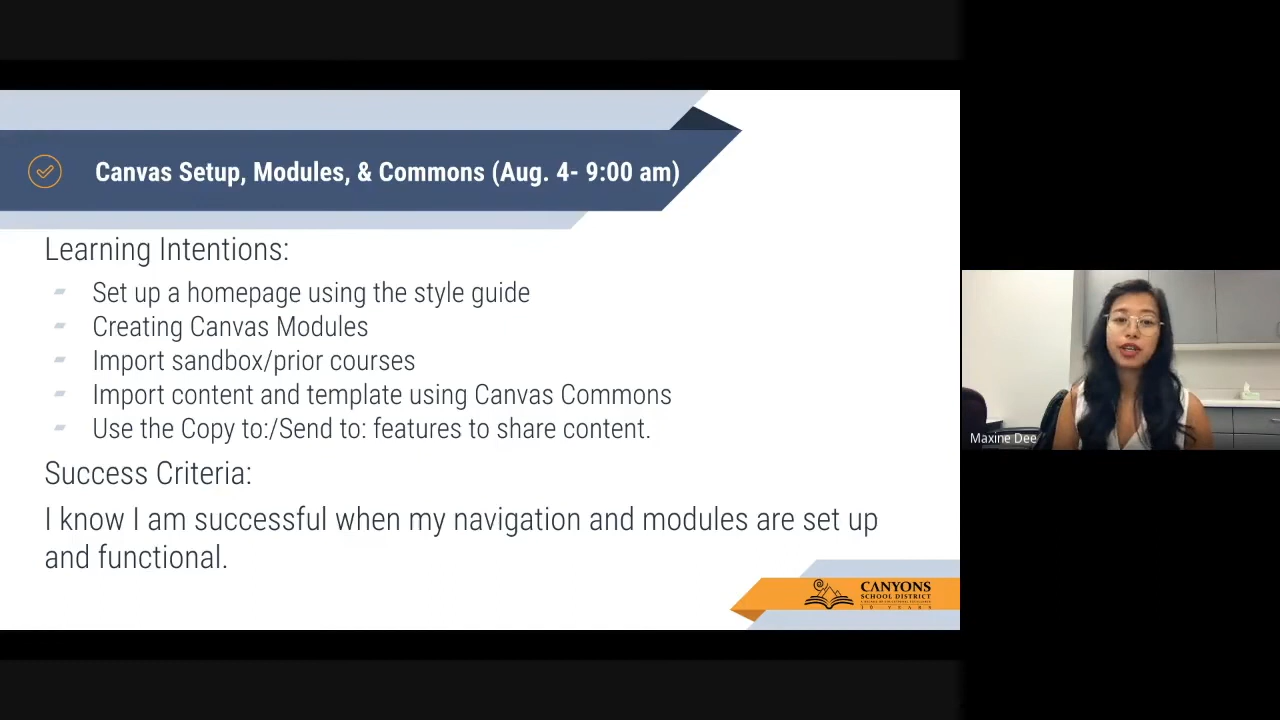 Canvas Setup, Modules, & Commons (Aug. 4- 9:00 am)
Learning Intentions:
Set up a homepage using the style guide
Creating Canvas Modules
Import sandbox/prior courses
Import content and template using Canvas Commons
Use the Copy to:/Send to: features to share content.
Success Criteria:
I know I am successful when my navigation and modules are set up
and functional.
CANYONS
SCHOOL DISTRICT
10 YEARS
Maxine Dee